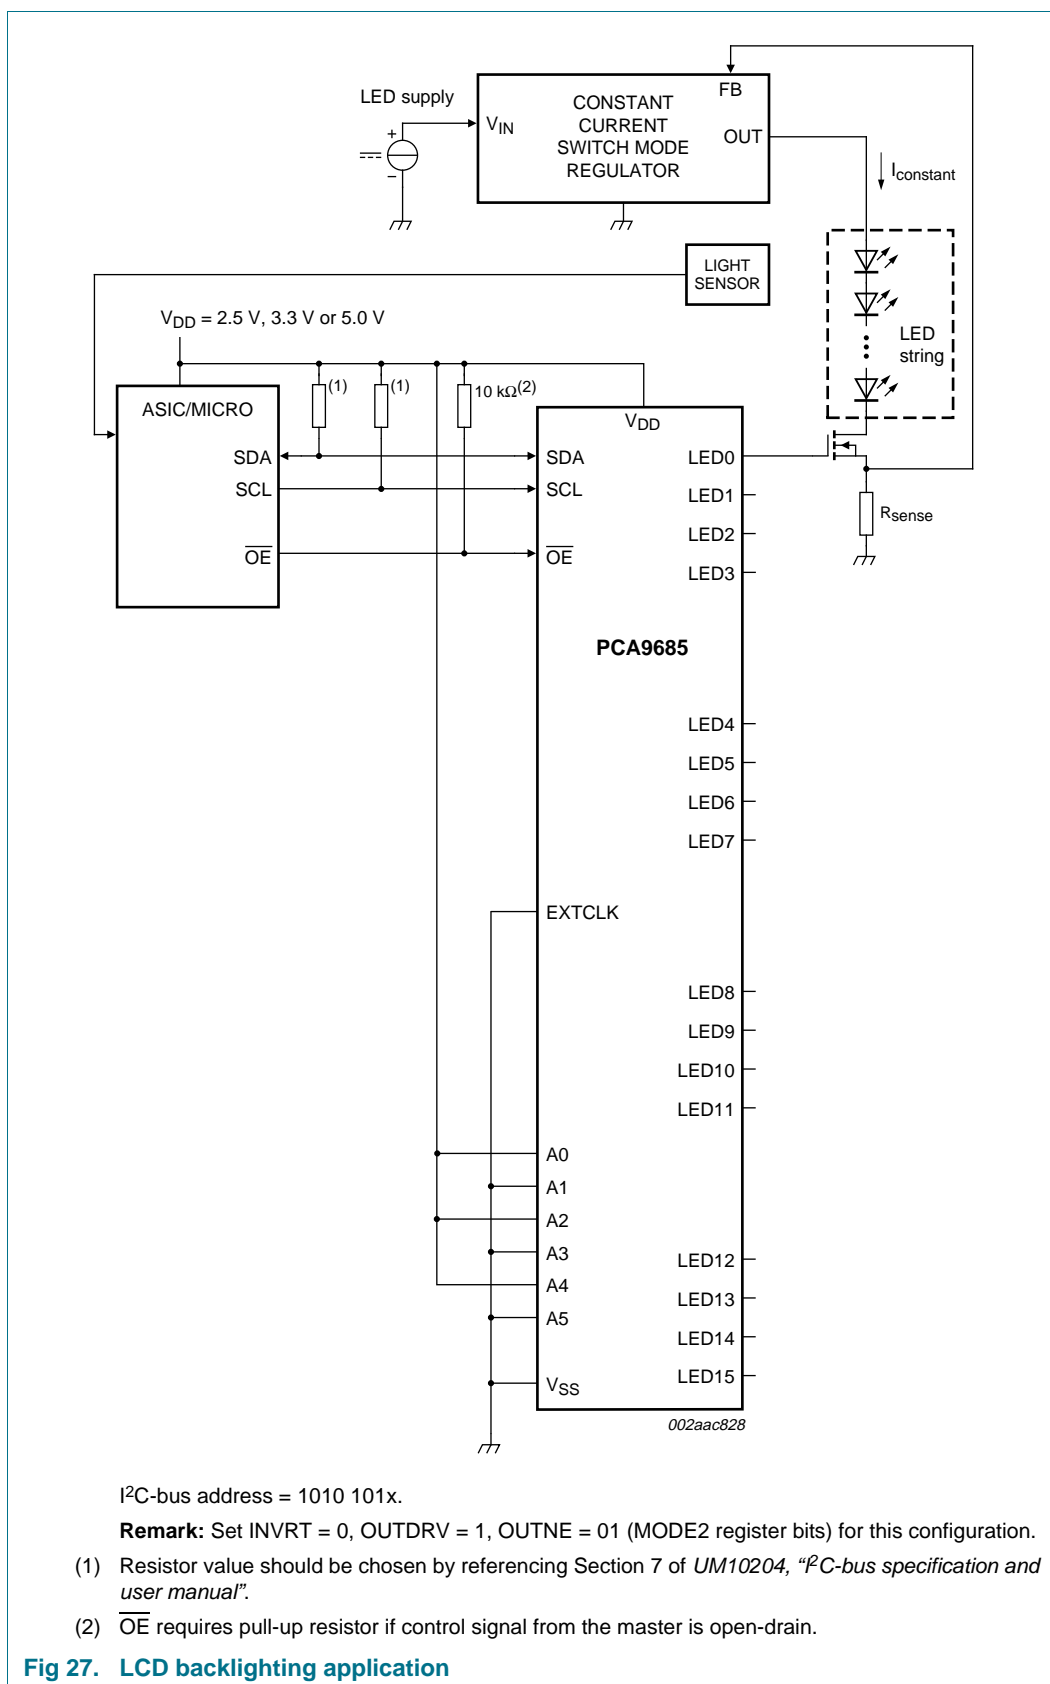 LED supply
+
−
VIN
CONSTANT
CURRENT
SWITCH MODE
REGULATOR
FB
OUT
Iconstant
LIGHT
SENSOR
LED
string
VDD = 2.5 V, 3.3 V or 5.0 V
(1)
(1)
10 kΩ(2)
ASIC/MICRO
SDA
SCL
OE
VDD
SDA
SCL
OE
LED0
LED1
LED2
LED3
Rsense
PCA9685
LED4
LED5
LED6
LED7
EXTCLK
LED8
LED9
LED10
LED11
A0
A1
A2
A3
A4
A5
VSS
LED12
LED13
LED14
LED15
002aac828
I2C-bus address = 1010 101x.
Remark: Set INVRT = 0, OUTDRV = 1, OUTNE = 01 (MODE2 register bits) for this configuration.
(1) Resistor value should be chosen by referencing Section 7 of UM10204, “I2C-bus specification and
user manual”.
(2) OE requires pull-up resistor if control signal from the master is open-drain.
Fig 27. LCD backlighting application